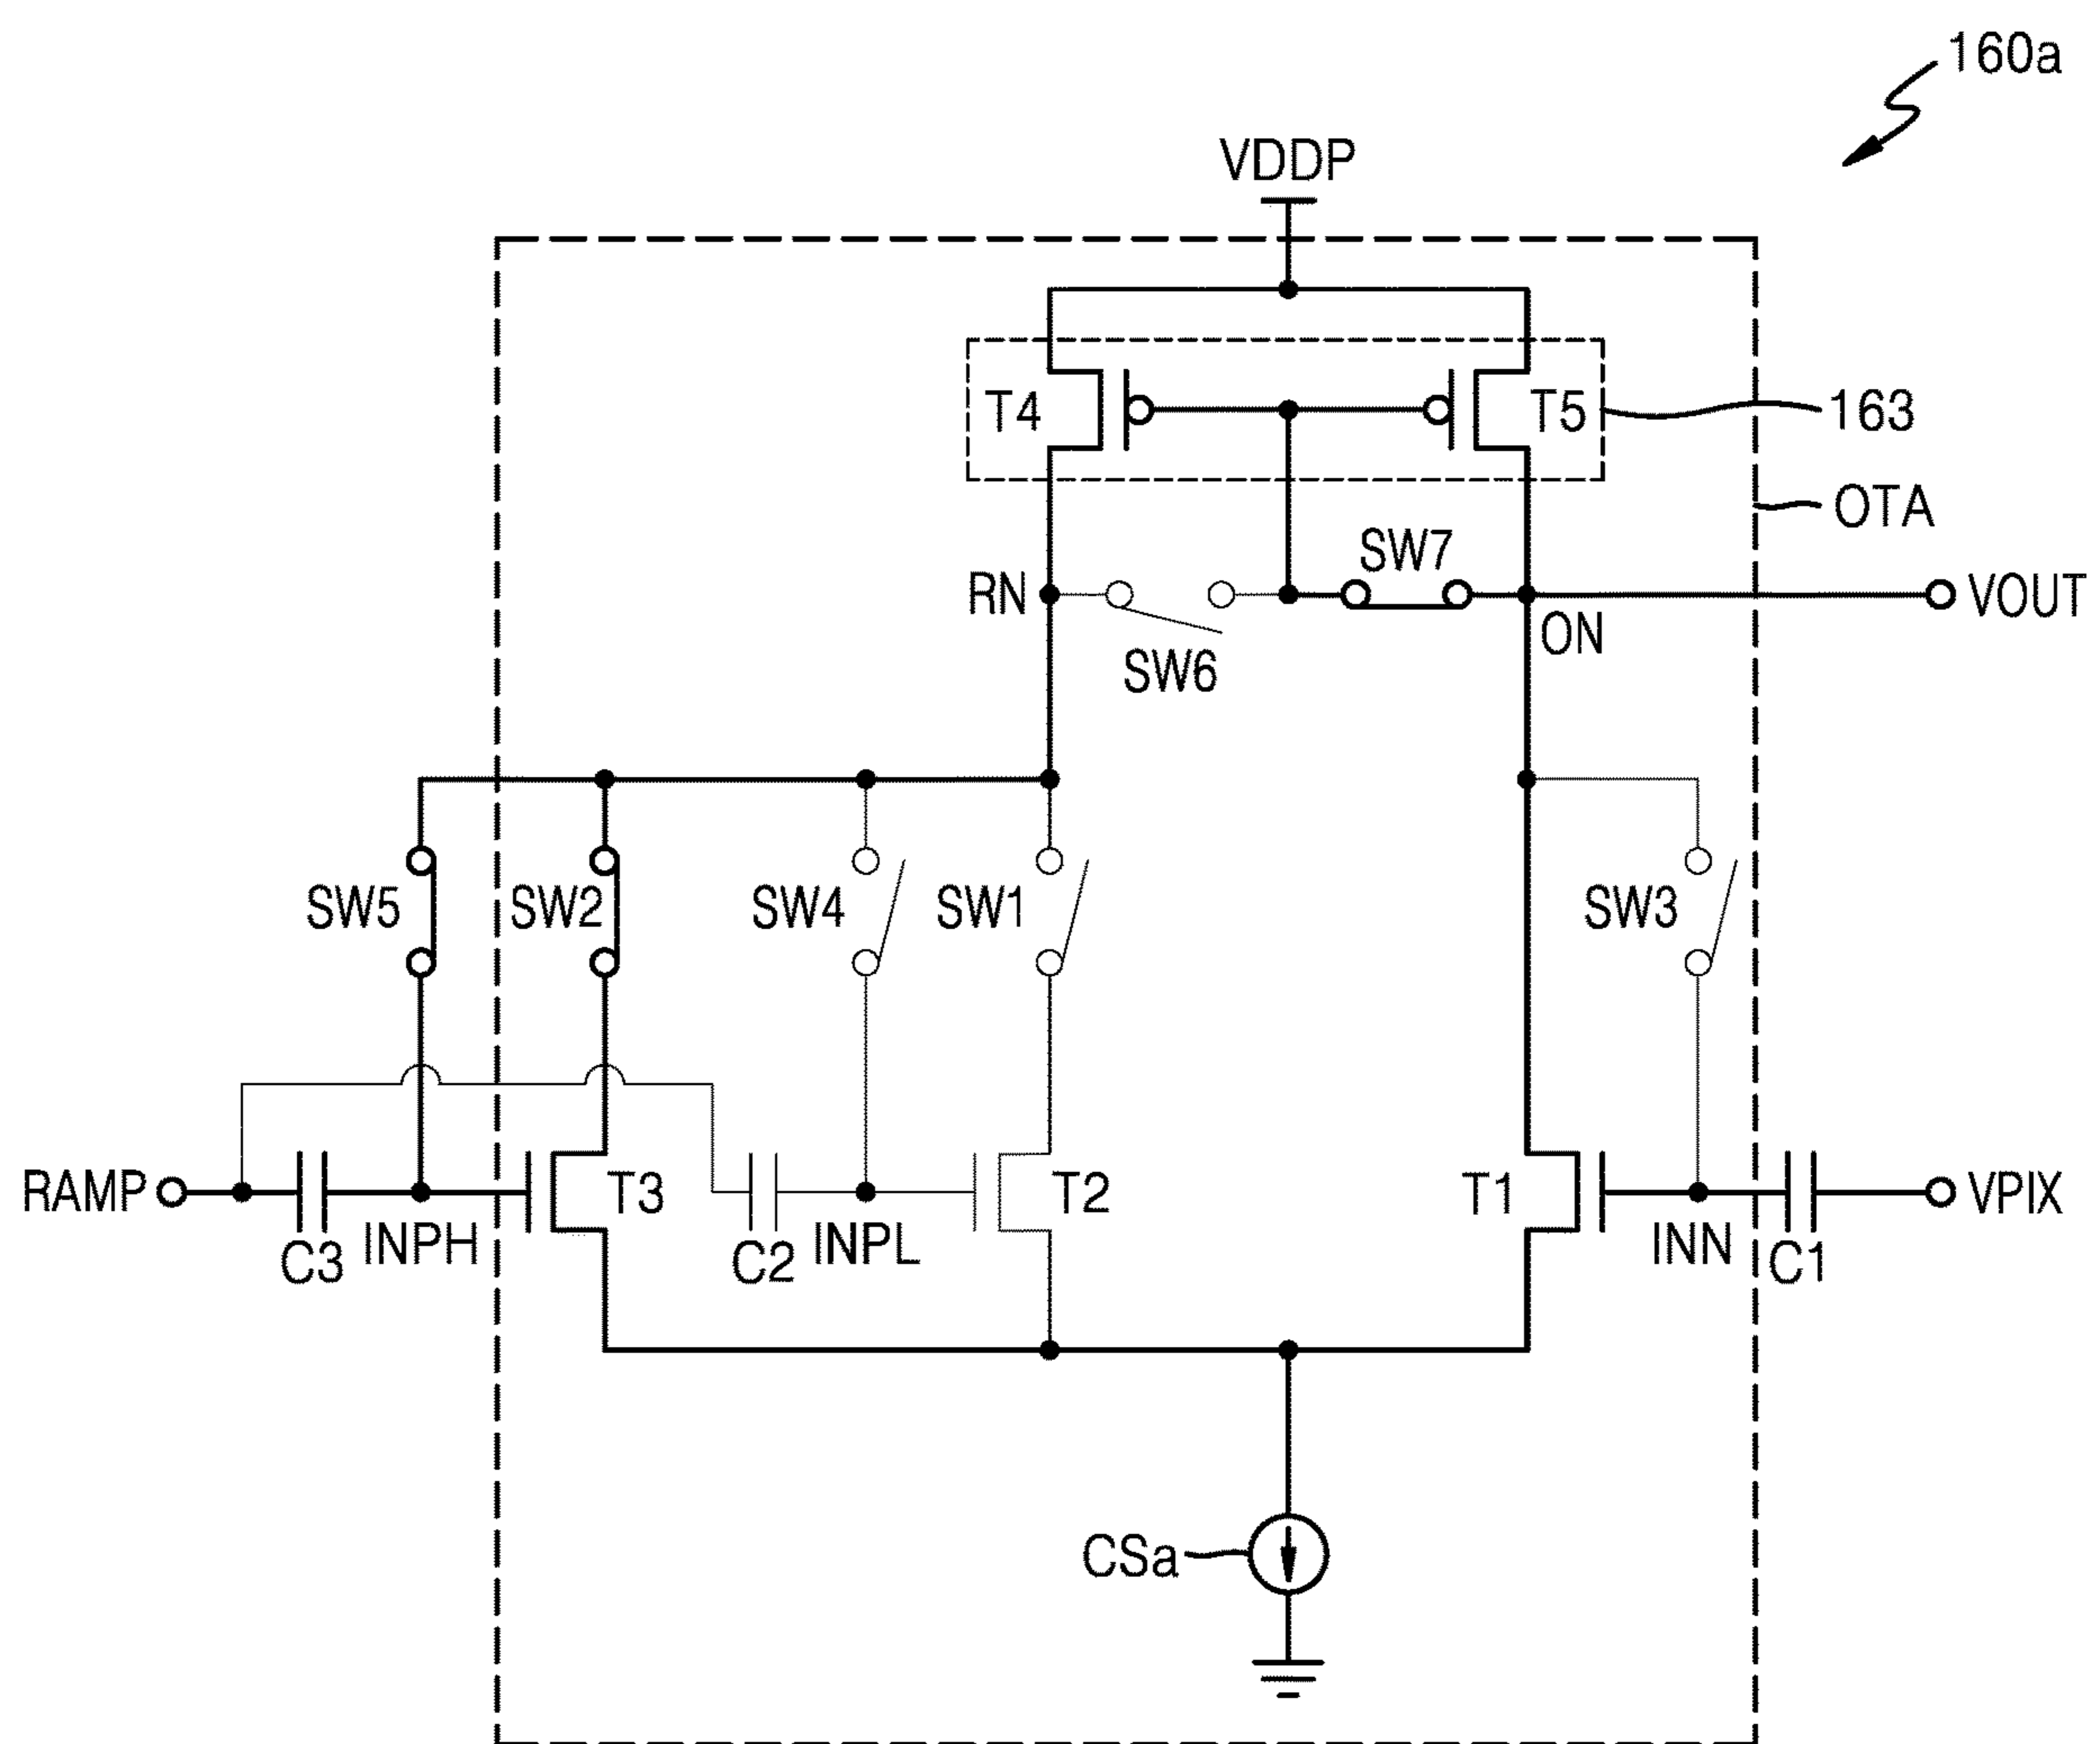 160a
VDDP
T4
T5
163
OTA
SW7
RN
VOUT
ON
SW6
SW5
SW2
SW4
SW1
SW3
RAMP
T3
T2
T1
VPIX
C3
INPH
C2
INPL
INN
C1
CSa